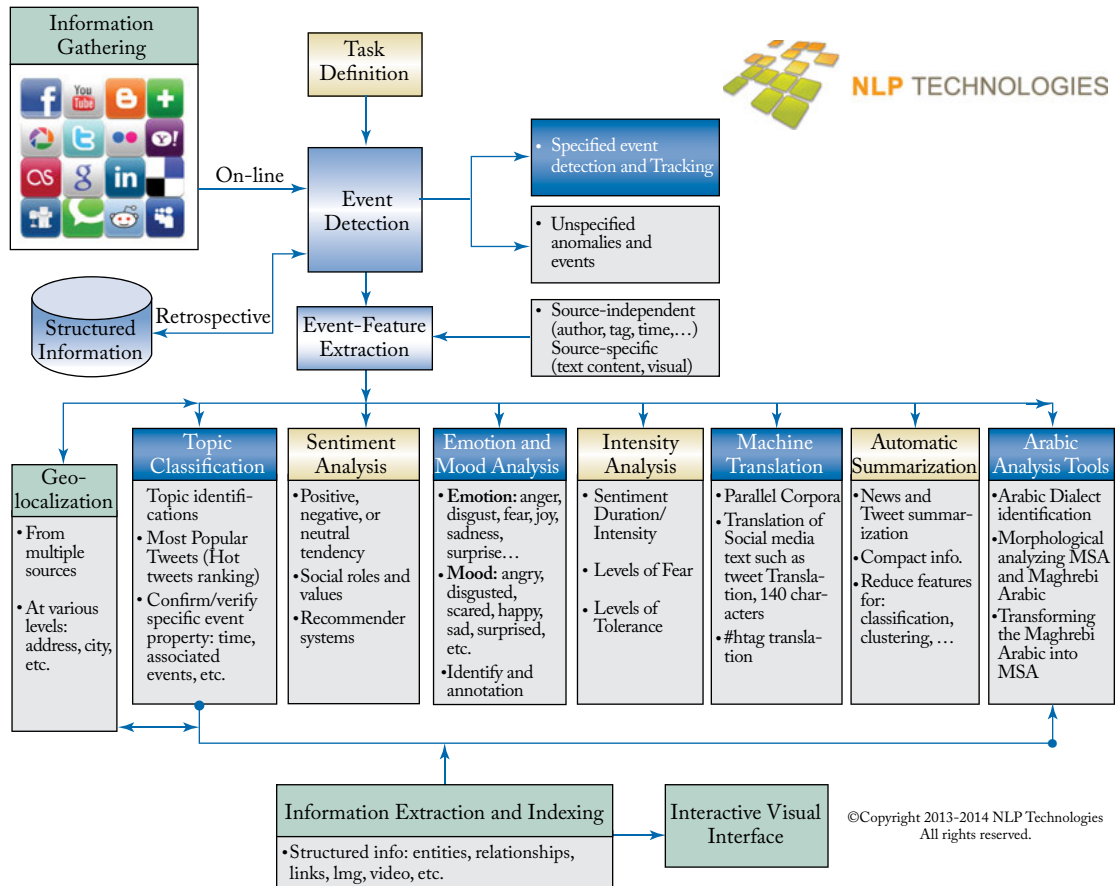 Information
Gathering
You
Tube
On-line
Task
Definition
NLP TECHNOLOGIES
Event
Detection
• Specified event
detection and Tracking
• Unspecified
anomalies and
events
Structured
Information
Retrospective
Event-Feature
Extraction
• Source-independent
(author, tag, time,…)
Source-specific
(text content, visual)
Geo-
localization
• From
multiple
sources
• At various
levels:
address, city,
etc.
Topic
Classification
Topic identifi-
cations
• Most Popular
Tweets (Hot
tweets ranking)
• Confirm/verify
specific event
property: time,
associated
events, etc.
Sentiment
Analysis
•Positive,
negative, or
neutral
tendency
•Social roles and
values
•Recommender
systems
Emotion and
Mood Analysis
• Emotion: anger,
disgust, fear, joy,
sadness,
surprise…
• Mood: angry,
disgusted,
scared, happy,
sad, surprised,
etc.
•Identify and
annotation
Intensity
Analysis
• Sentiment
Duration/
Intensity
• Levels of Fear
• Levels of
Tolerance
Machine
Translation
•Parallel Corpora
•Translation of
Social media
text such as
tweet Transla-
tion, 140 char-
acters
•#htag transla-
tion
Automatic
Summarization
•News and
Tweet summar-
ization
•Compact info.
•Reduce features
for:
classification,
clustering, …
Arabic
Analysis Tools
•Arabic Dialect
identification
•Morphological
analyzing MSA
and Maghrebi
Arabic
•Transforming
the Maghrebi
Arabic into
MSA
Information Extraction and Indexing
•Structured info: entities, relationships,
links, lmg, video, etc.
Interactive Visual
Interface
©Copyright 2013-2014 NLP Technologies
All rights reserved.